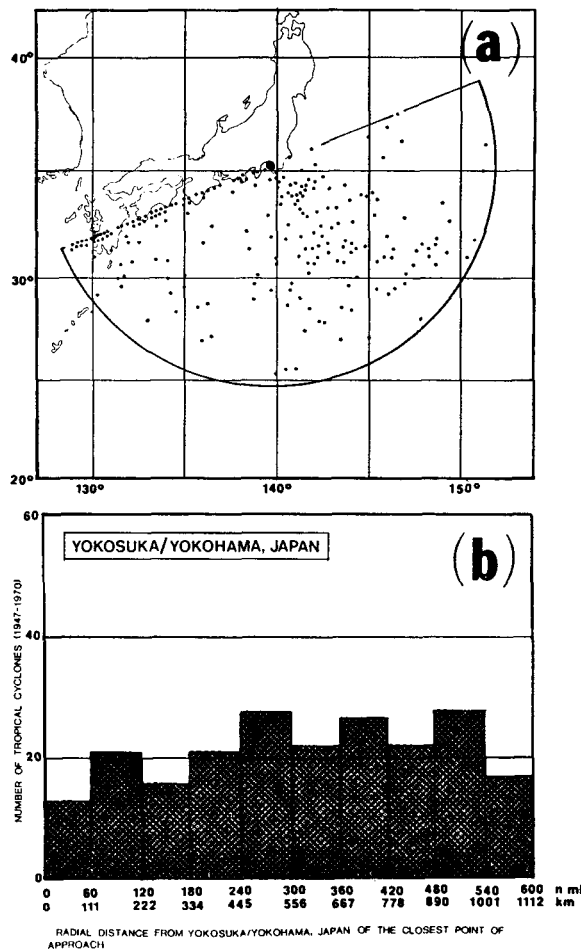 (a)
40°
30°
20°
130° 140° 150°
60
YOKOSUKA/YOKOHAMA, JAPAN
(b)
40
20
0
NUMBER OF TROPICAL CYCLONES (1947-1970)
0 60 120 180 240 300 360 420 480 540 600 n mi
0 111 222 334 445 556 667 778 890 1001 1112 km
RADIAL DISTANCE FROM YOKOSUKA/YOKOHAMA, JAPAN OF THE CLOSEST POINT OF
APPROACH